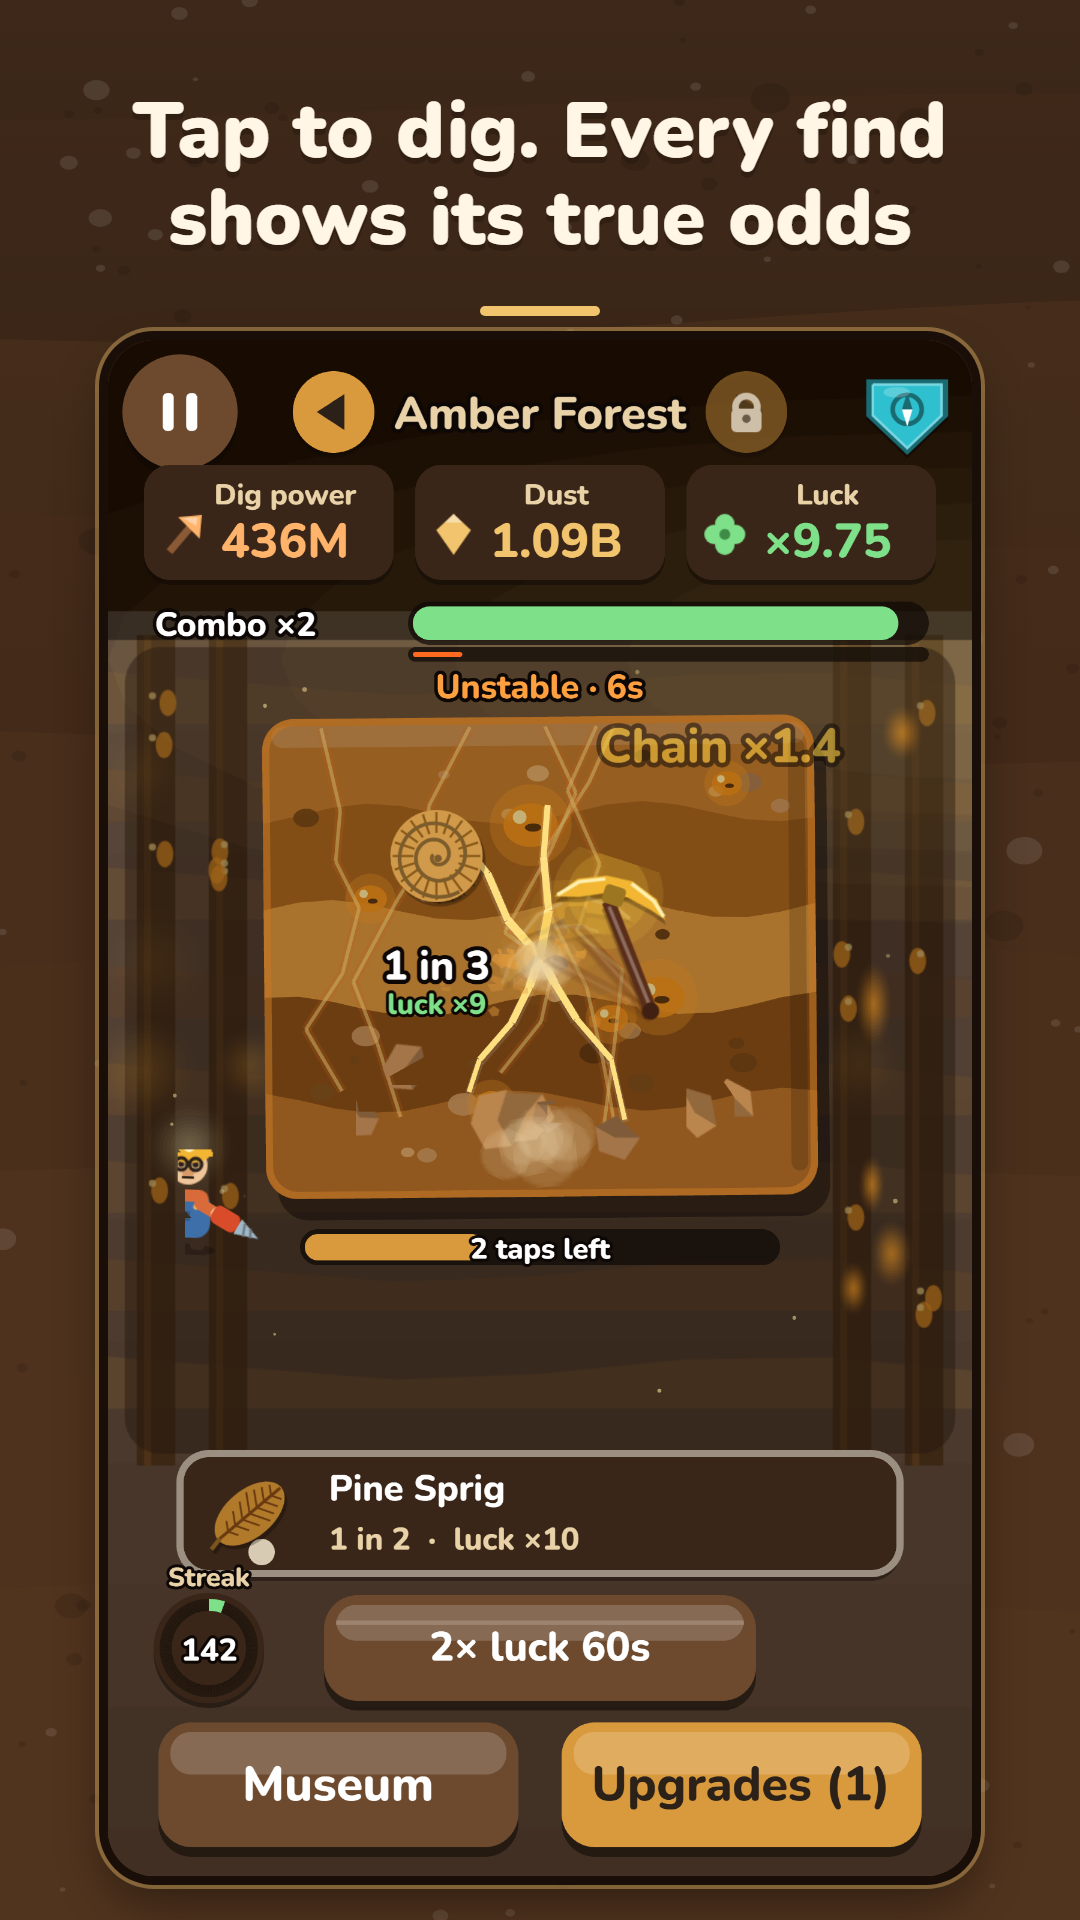 Tap to dig. Every find
shows its true odds
Amber Forest
Dig power
436M
Dust
1.09B
Luck
×9.75
Combo ×2
Unstable · 6s
Chain ×1.4
1 in 3
luck ×9
2 taps left
Pine Sprig
1 in 2 · luck ×10
Streak
142
2× luck 60s
Museum
Upgrades (1)